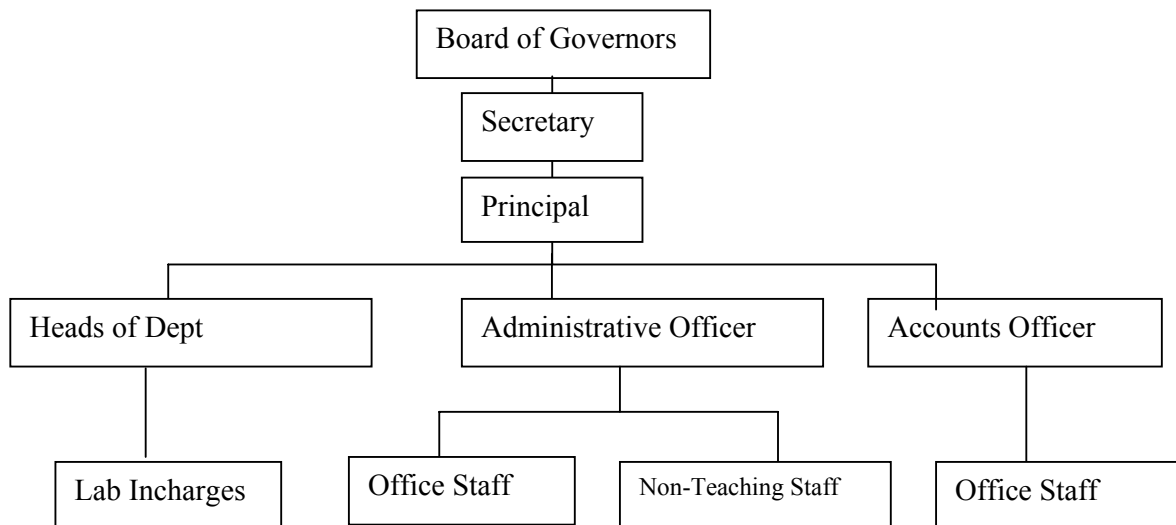 Board of Governors
Secretary
Principal
Heads of Dept
Administrative Officer
Accounts Officer
Lab Incharges
Office Staff
Non-Teaching Staff
Office Staff